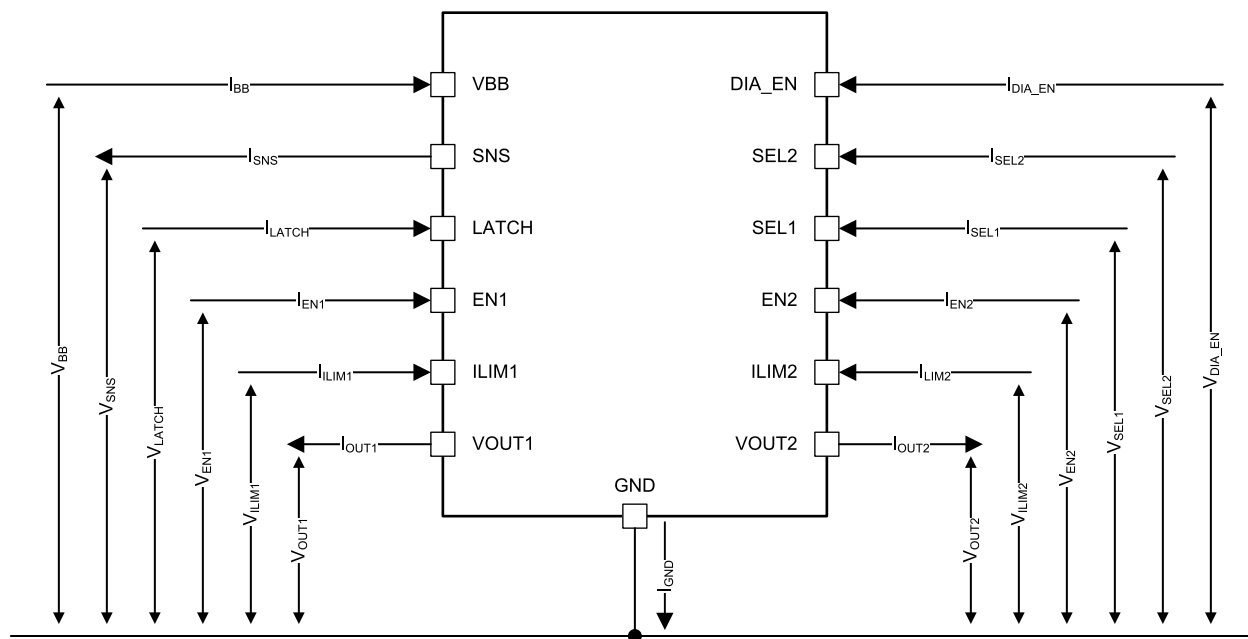 I_BB VBB DIA_EN I_DIA_EN
I_SNS SNS SEL2 I_SEL2
I_LATCH LATCH SEL1 I_SEL1
I_EN1 EN1 EN2 I_EN2
I_ILIM1 ILIM1 ILIM2 I_LIM2
I_OUT1 VOUT1 VOUT2 I_OUT2
GND
V_BB
V_SNS
V_LATCH
V_EN1
V_ILIM1
V_OUT1
I_GND
V_OUT2
V_ILIM2
V_EN2
V_SEL1
V_SEL2
V_DIA_EN